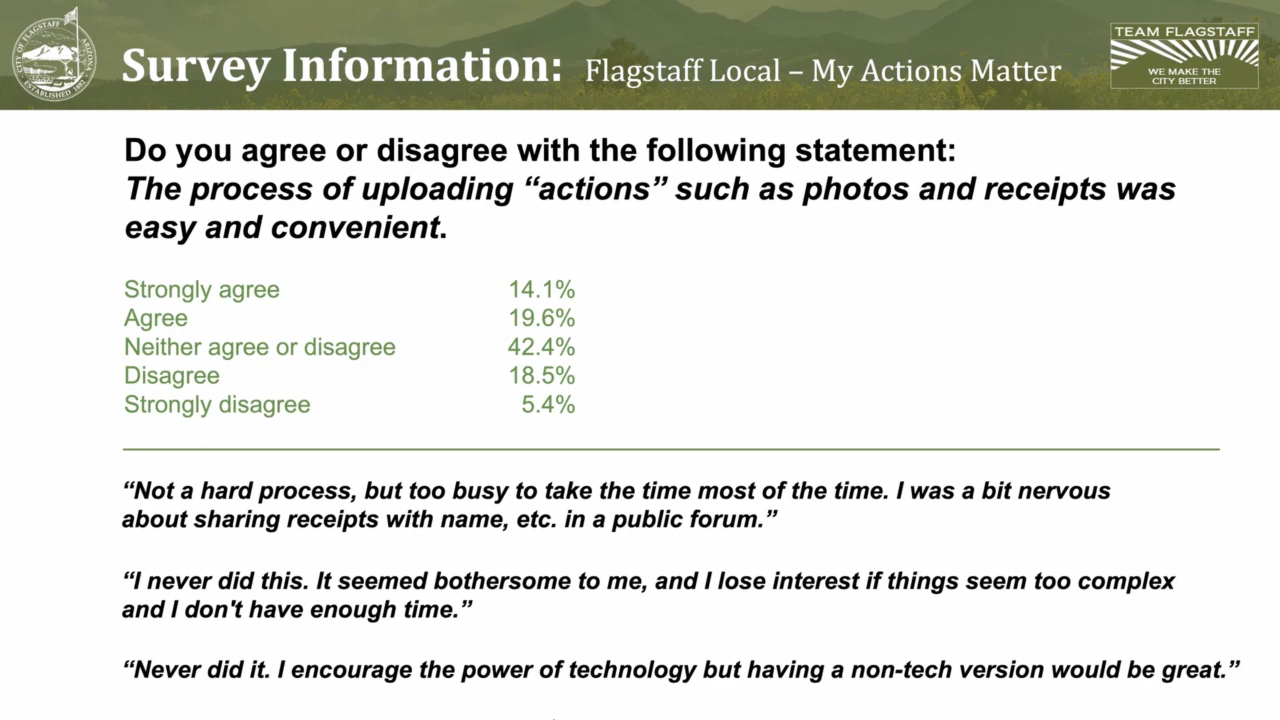 CITY OF FLAGSTAFF ARIZONA
Survey Information: Flagstaff Local – My Actions Matter
TEAM FLAGSTAFF
WE MAKE THE
CITY BETTER
Do you agree or disagree with the following statement:
The process of uploading “actions” such as photos and receipts was
easy and convenient.
Strongly agree 14.1%
Agree 19.6%
Neither agree or disagree 42.4%
Disagree 18.5%
Strongly disagree 5.4%
“Not a hard process, but too busy to take the time most of the time. I was a bit nervous
about sharing receipts with name, etc. in a public forum.”
“I never did this. It seemed bothersome to me, and I lose interest if things seem too complex
and I don't have enough time.”
“Never did it. I encourage the power of technology but having a non-tech version would be great.”